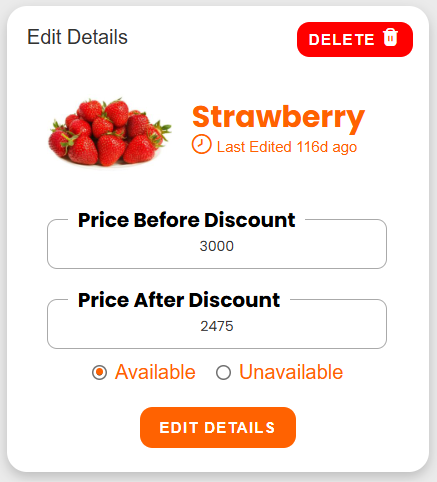 Edit Details
DELETE
Strawberry
Last Edited 116d ago
Price Before Discount
3000
Price After Discount
2475
Available Unavailable
EDIT DETAILS